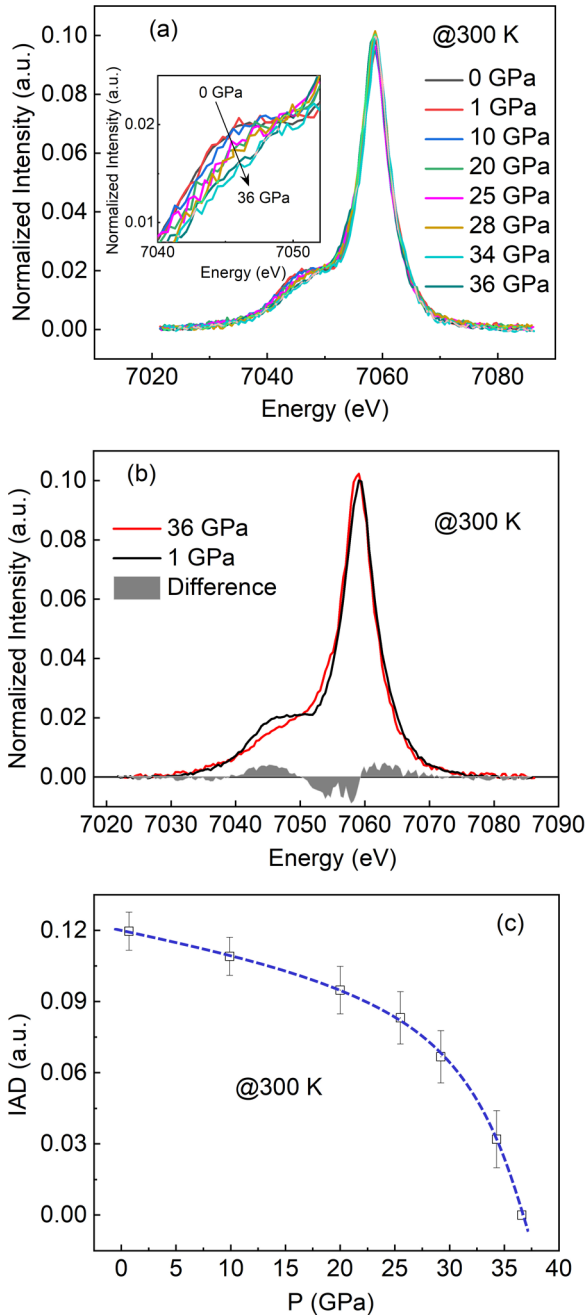 (a)
@300 K
0 GPa
1 GPa
10 GPa
20 GPa
25 GPa
28 GPa
34 GPa
36 GPa
Normalized Intensity (a.u.)
0.10
0.08
0.06
0.04
0.02
0.00
7020
7040
7060
7080
Energy (eV)
Normalized Intensity (a.u.)
0.02
0.01
0 GPa
36 GPa
7040
7050
Energy (eV)
(b)
@300 K
36 GPa
1 GPa
Difference
Normalized Intensity (a.u.)
0.10
0.08
0.06
0.04
0.02
0.00
7020 7030 7040 7050 7060 7070 7080 7090
Energy (eV)
(c)
@300 K
IAD (a.u.)
0.12
0.09
0.06
0.03
0.00
0 5 10 15 20 25 30 35 40
P (GPa)